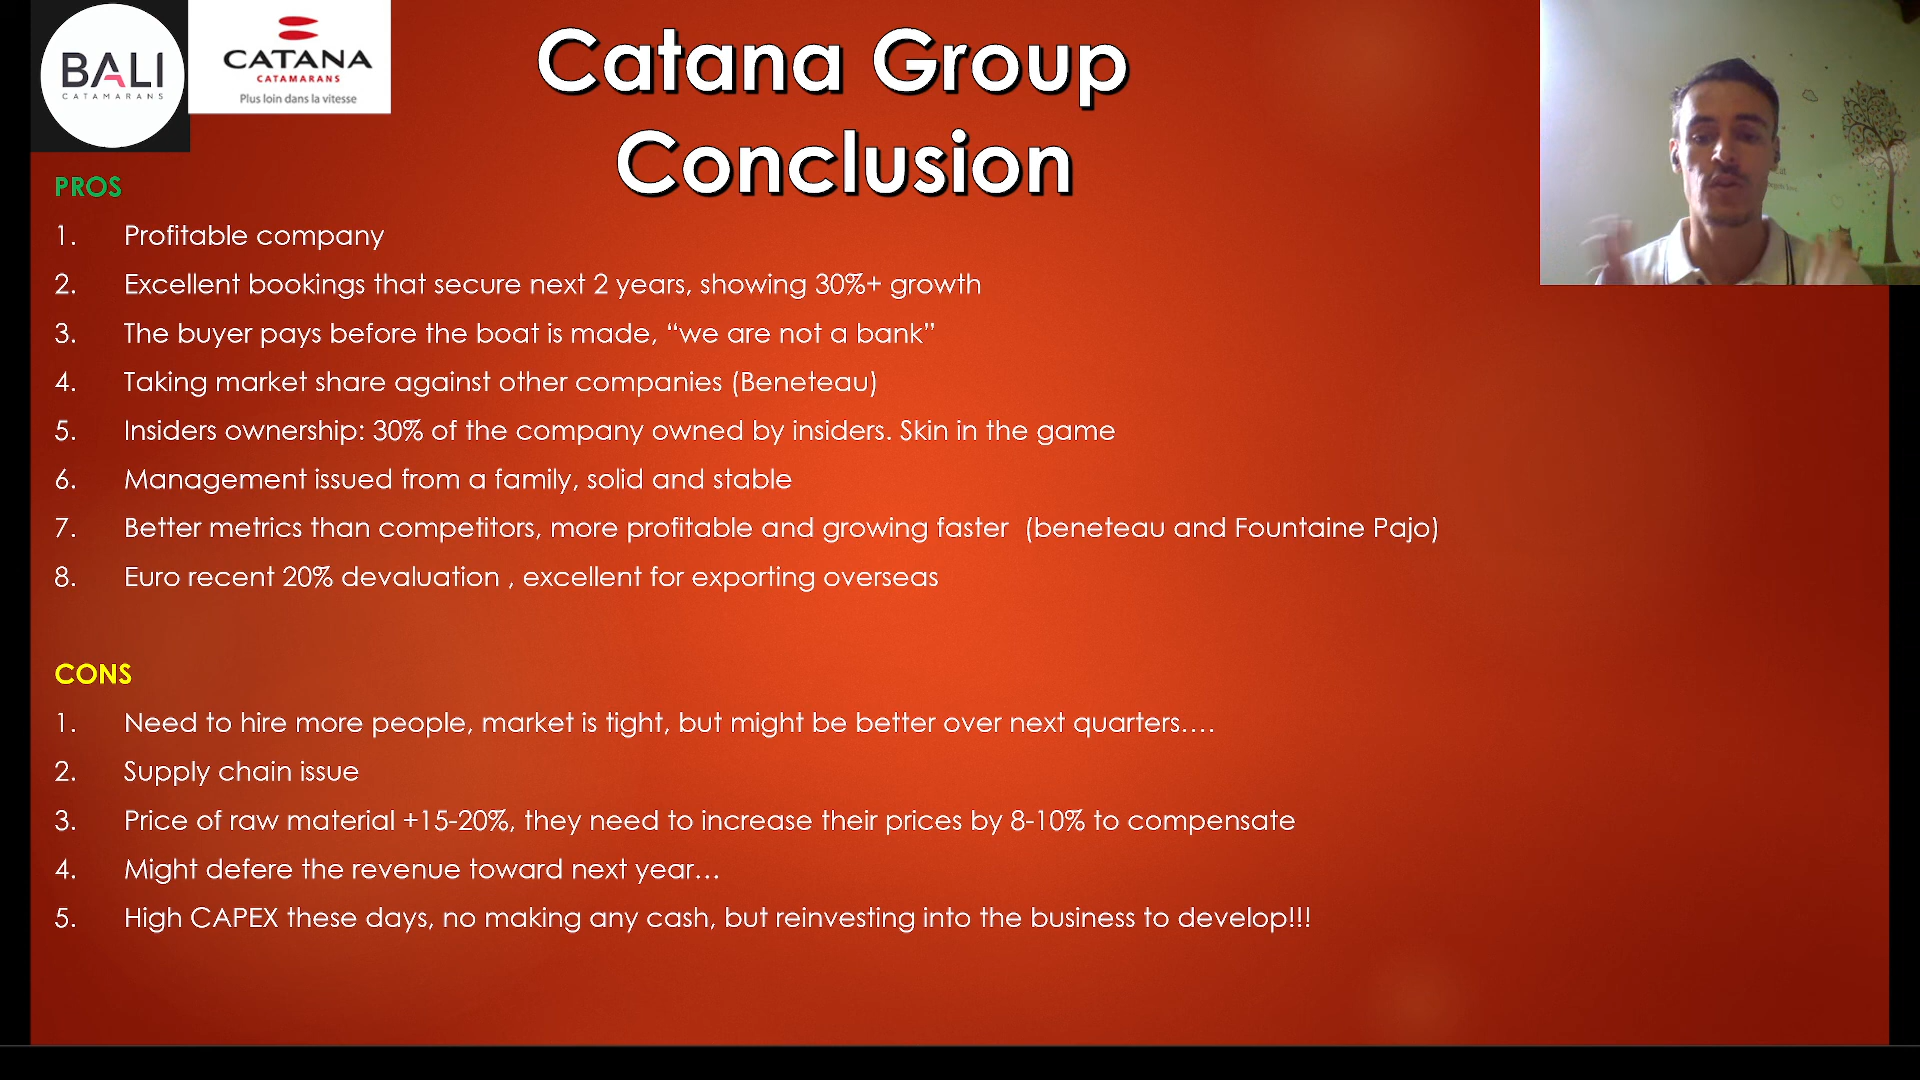 BALI
CATAMARANS
CATANA
CATAMARANS
Plus loin dans la vitesse
Catana Group
Conclusion
PROS
1. Profitable company
2. Excellent bookings that secure next 2 years, showing 30%+ growth
3. The buyer pays before the boat is made, “we are not a bank”
4. Taking market share against other companies (Beneteau)
5. Insiders ownership: 30% of the company owned by insiders. Skin in the game
6. Management issued from a family, solid and stable
7. Better metrics than competitors, more profitable and growing faster (beneteau and Fountaine Pajo)
8. Euro recent 20% devaluation , excellent for exporting overseas
CONS
1. Need to hire more people, market is tight, but might be better over next quarters….
2. Supply chain issue
3. Price of raw material +15-20%, they need to increase their prices by 8-10% to compensate
4. Might defere the revenue toward next year…
5. High CAPEX these days, no making any cash, but reinvesting into the business to develop!!!